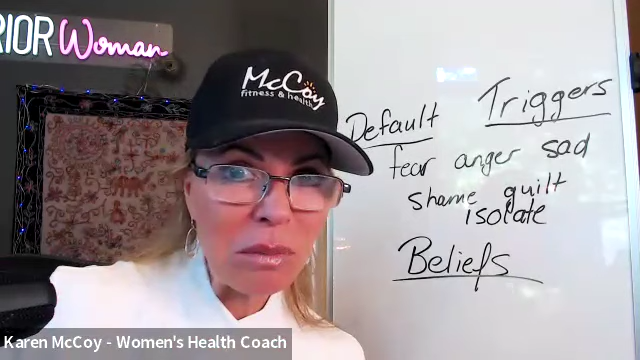 RIOR Woman
McCoy
fitness & health
Default Triggers
fear anger sad
shame guilt
isolate
Beliefs
Karen McCoy - Women's Health Coach